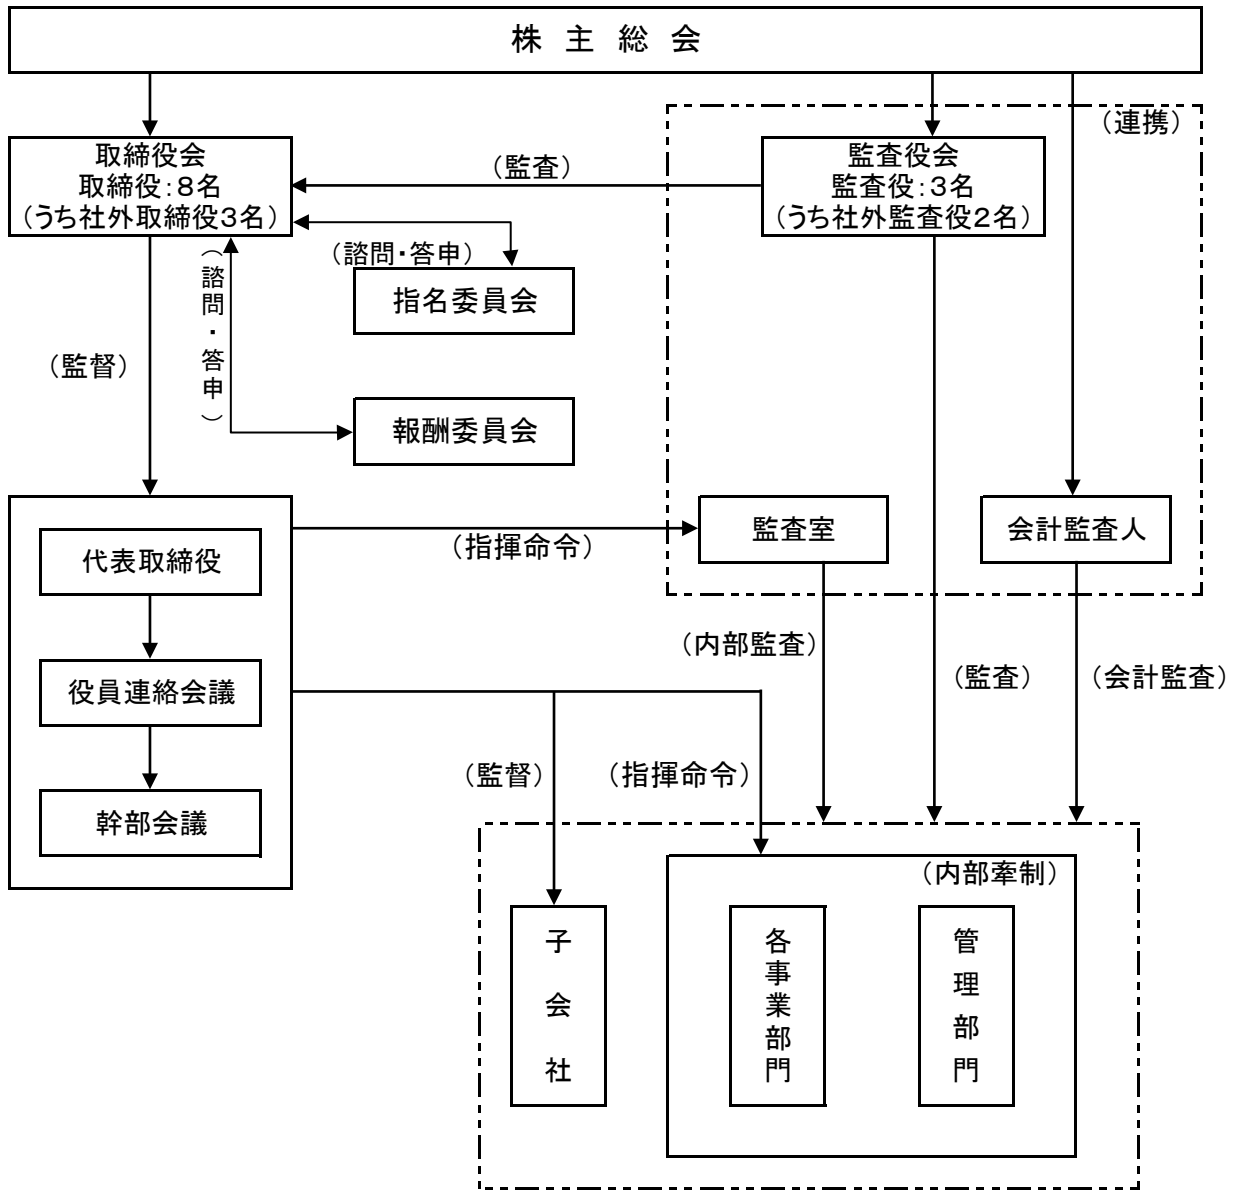 株主総会
（連携）
取締役会
取締役：8名
（うち社外取締役3名）
（監査）
監査役会
監査役：3名
（うち社外監査役2名）
（諮問・答申）
指名委員会
（諮問・答申）
（監督）
報酬委員会
代表取締役
（指揮命令）
監査室
会計監査人
役員連絡会議
（内部監査）
（監査）
（会計監査）
幹部会議
（監督）
（指揮命令）
（内部牽制）
子会社
各事業部門
管理部門